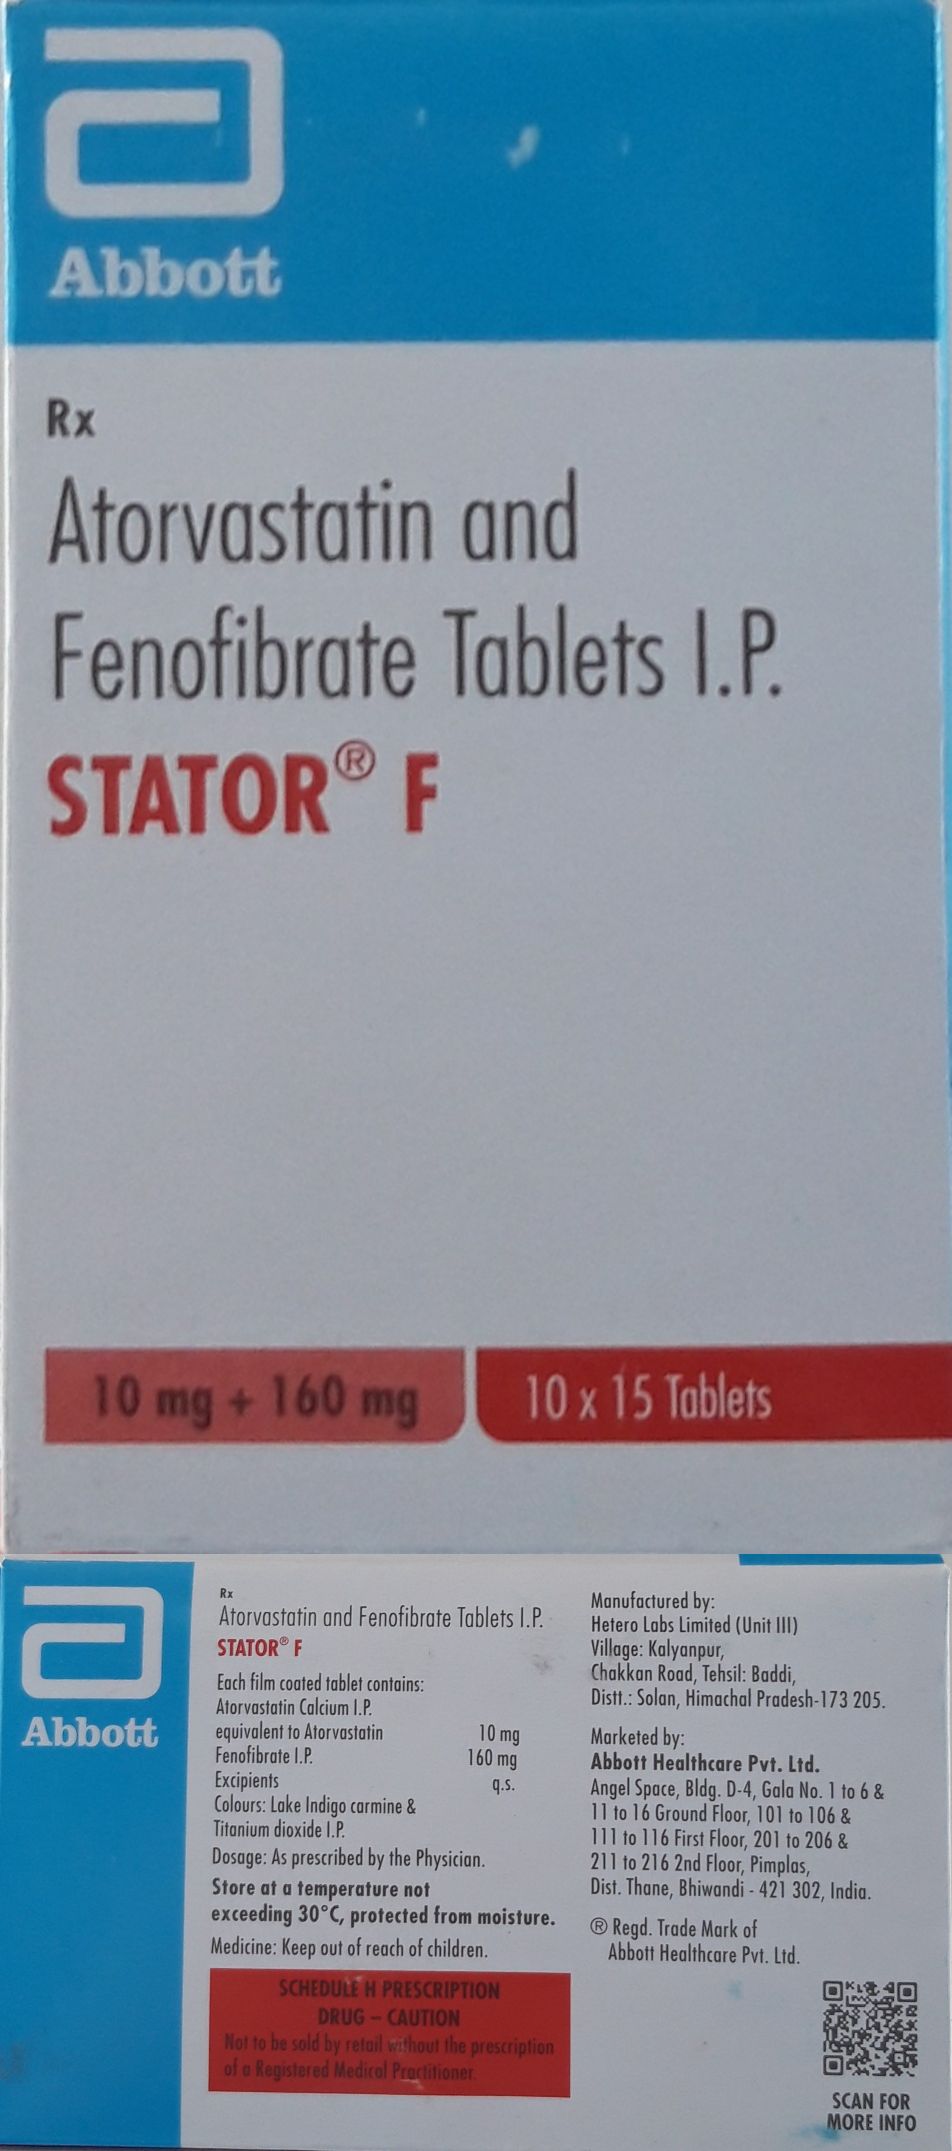 Abbott
Rx
Atorvastatin and
Fenofibrate Tablets I.P.
STATOR® F
10 mg + 160 mg
10 x 15 Tablets
Abbott
Rx
Atorvastatin and Fenofibrate Tablets I.P.
STATOR® F
Each film coated tablet contains:
Atorvastatin Calcium I.P.
equivalent to Atorvastatin 10 mg
Fenofibrate I.P. 160 mg
Excipients q.s.
Colours: Lake Indigo carmine &
Titanium dioxide I.P.
Dosage: As prescribed by the Physician.
Store at a temperature not
exceeding 30°C, protected from moisture.
Medicine: Keep out of reach of children.
SCHEDULE H PRESCRIPTION
DRUG – CAUTION
Not to be sold by retail without the prescription
of a Registered Medical Practitioner.
Manufactured by:
Hetero Labs Limited (Unit III)
Village: Kalyanpur,
Chakkan Road, Tehsil: Baddi,
Distt.: Solan, Himachal Pradesh-173 205.
Marketed by:
Abbott Healthcare Pvt. Ltd.
Angel Space, Bldg. D-4, Gala No. 1 to 6 &
11 to 16 Ground Floor, 101 to 106 &
111 to 116 First Floor, 201 to 206 &
211 to 216 2nd Floor, Pimplas,
Dist. Thane, Bhiwandi - 421 302, India.
® Regd. Trade Mark of
Abbott Healthcare Pvt. Ltd.
SCAN FOR
MORE INFO